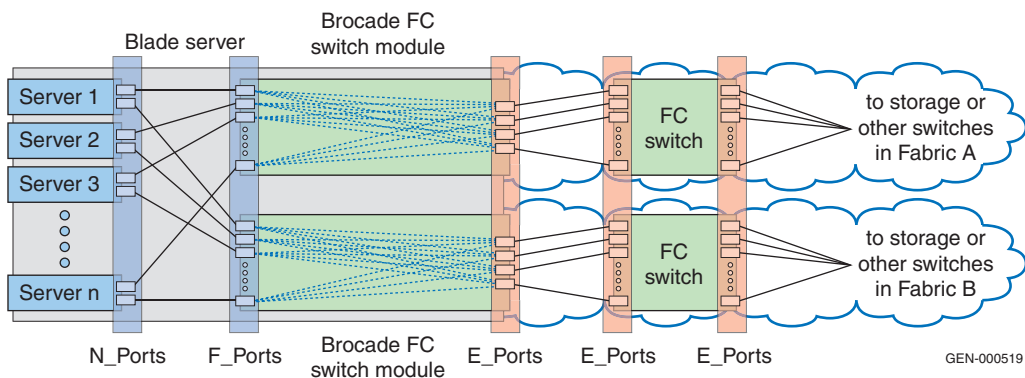 Brocade FC
switch module
Blade server
Server 1
Server 2
Server 3
Server n
FC
switch
to storage or
other switches
in Fabric A
FC
switch
to storage or
other switches
in Fabric B
N_Ports
F_Ports
Brocade FC
switch module
E_Ports
E_Ports
E_Ports
GEN-000519